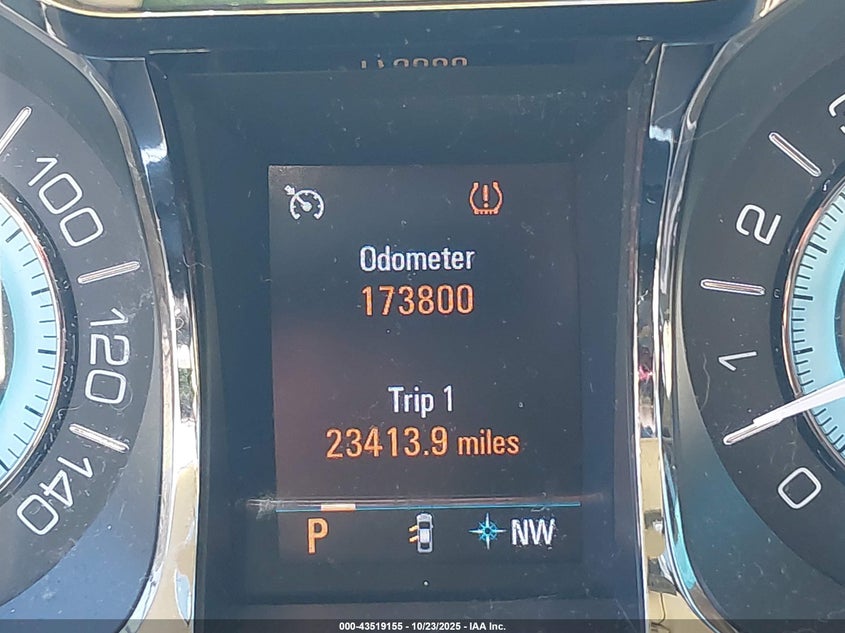 Odometer
173800
Trip 1
23413.9 miles
P
NW
100
120
140
2
1
0
000-43519155 - 10/23/2025 - IAA Inc.